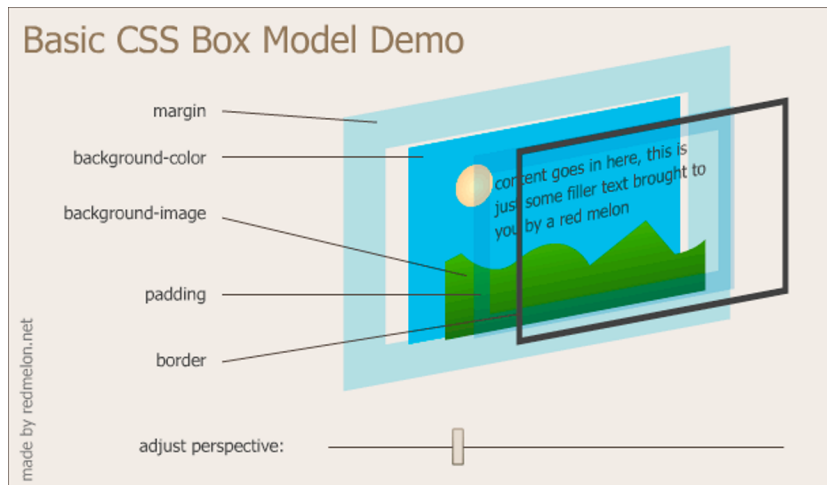 Basic CSS Box Model Demo
margin
background-color
background-image
padding
border
content goes in here, this is
just some filler text brought to
you by a red melon
adjust perspective:
made by redmelon.net